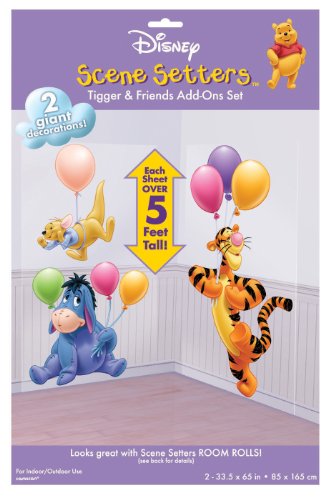 Disney
Scene Setters™
Tigger & Friends Add-Ons Set
2
giant
decorations!
Each
Sheet
OVER
5
Feet
Tall!
Looks great with Scene Setters ROOM ROLLS!
(see back for details)
For Indoor/Outdoor Use
amscan®
2 - 33.5 x 65 in • 85 x 165 cm